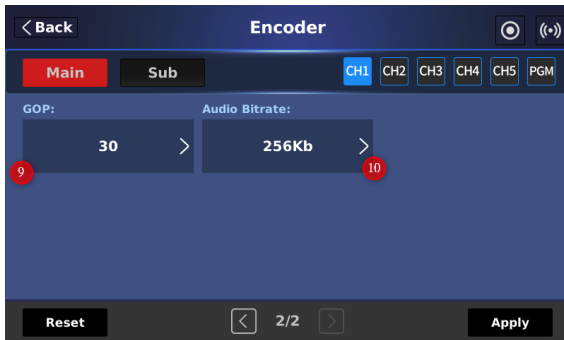 Back
Encoder
Main Sub CH1 CH2 CH3 CH4 CH5 PGM
GOP: Audio Bitrate:
30 256Kb
9 10
Reset 2/2 Apply